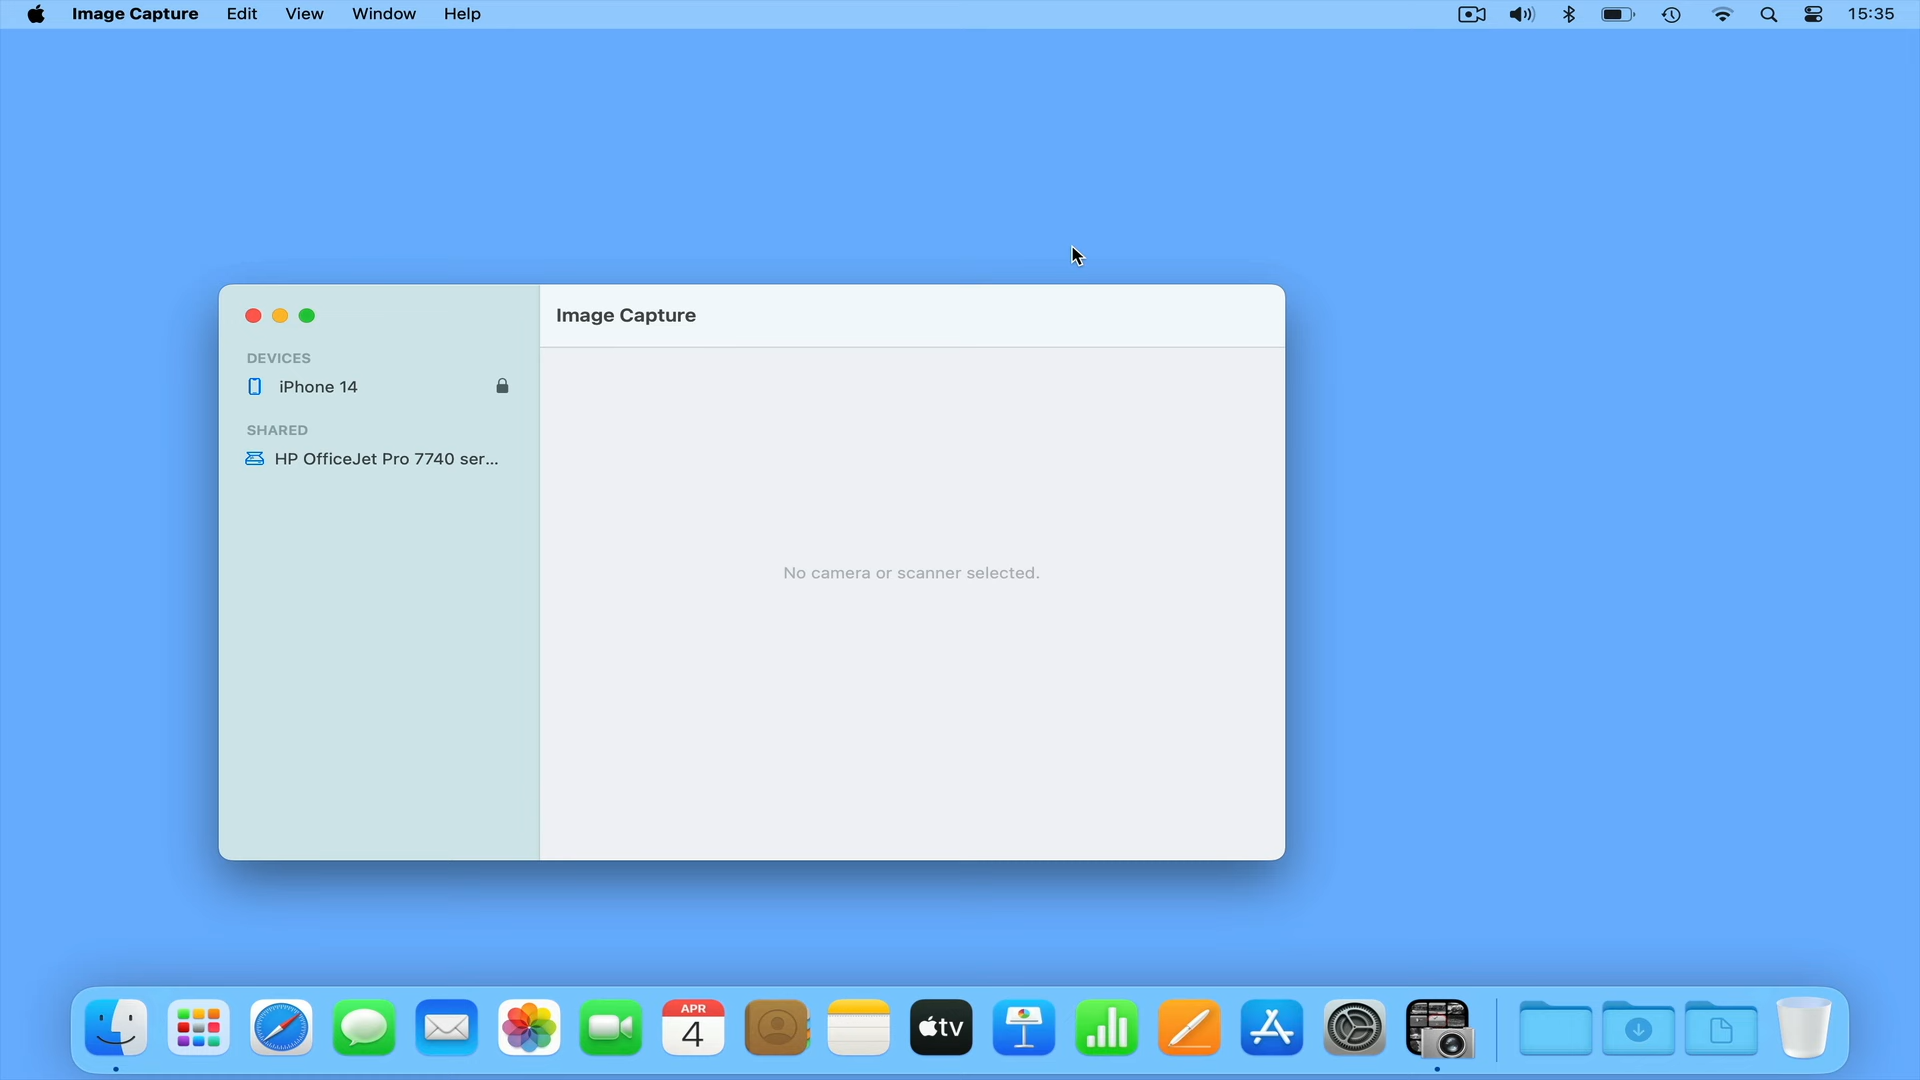 Image Capture Edit View Window Help 15:35
Image Capture
DEVICES
iPhone 14
SHARED
HP OfficeJet Pro 7740 ser...
No camera or scanner selected.
APR
4
tv